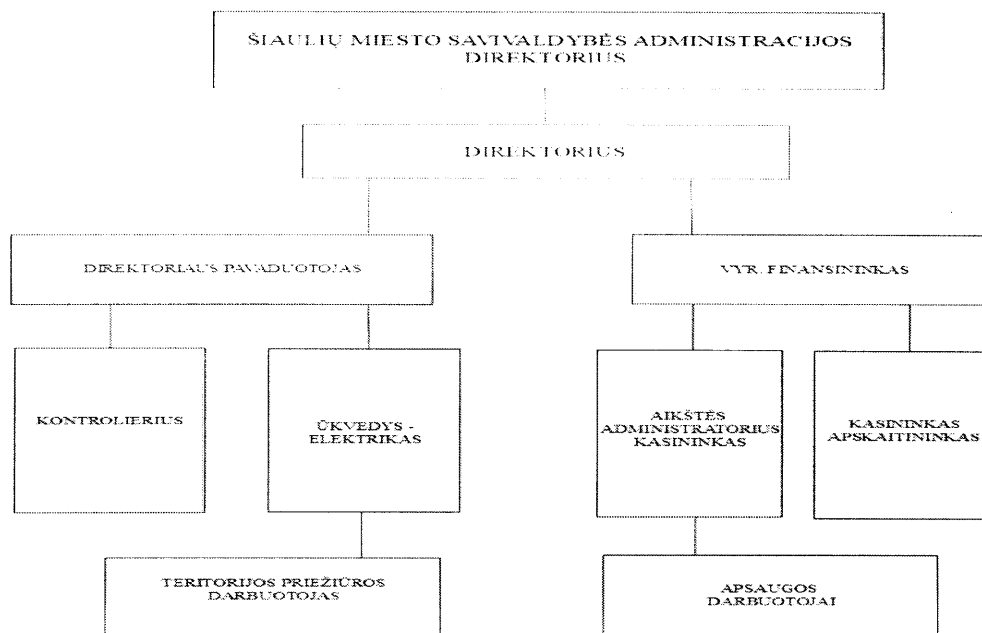 ŠIAULIŲ MIESTO SAVIVALDYBĖS ADMINISTRACIJOS
DIREKTORIUS
DIREKTORIUS
DIREKTORIAUS PAVADUOTOJAS
VYR. FINANSININKAS
KONTROLIERIUS
ŪKVEDYS -
ELEKTRIKAS
AIKŠTĖS
ADMINISTRATORIUS
KASININKAS
KASININKAS
APSKAITININKAS
TERITORIJOS PRIEŽIŪROS
DARBUOTOJAS
APSAUGOS
DARBUOTOJAI